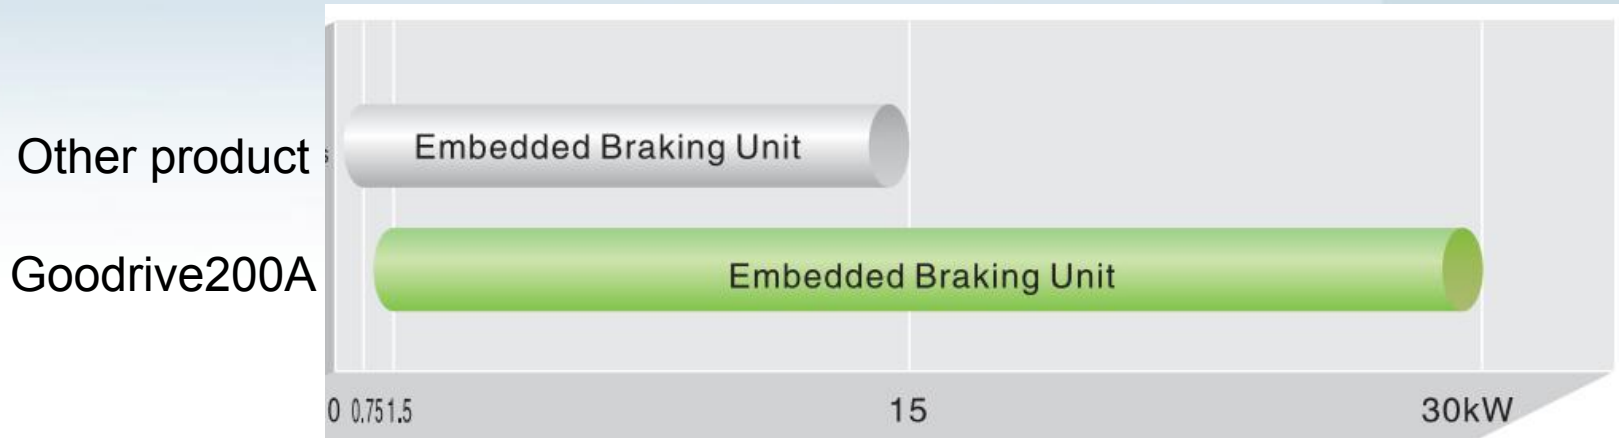 Other product
Embedded Braking Unit
Goodrive200A
Embedded Braking Unit
0 0.75 1.5 15 30kW